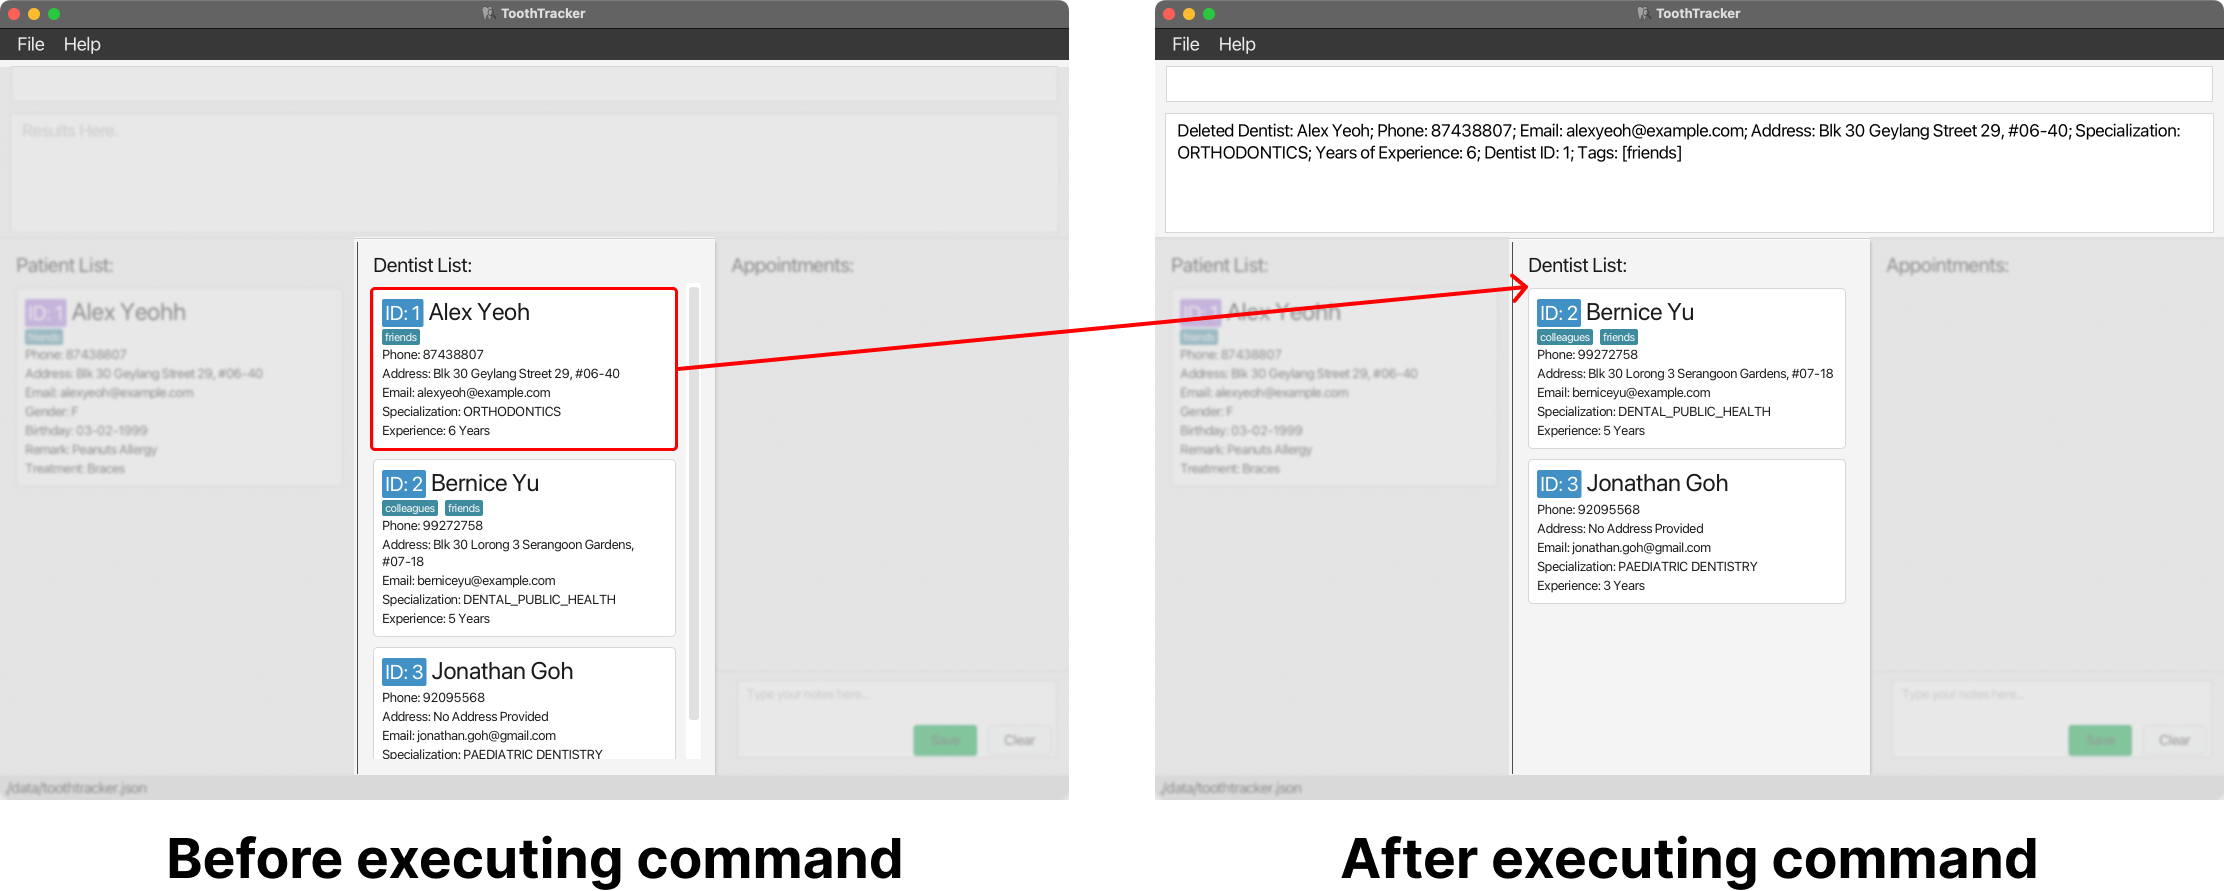 ToothTracker
File Help
Results Here.
Patient List:
ID: 1 Alex Yeohh
friends
Phone: 87438807
Address: Blk 30 Geylang Street 29, #06-40
Email: alexyeoh@example.com
Gender: F
Birthday: 03-02-1999
Remark: Peanuts Allergy
Treatment: Braces
Dentist List:
ID: 1 Alex Yeoh
friends
Phone: 87438807
Address: Blk 30 Geylang Street 29, #06-40
Email: alexyeoh@example.com
Specialization: ORTHODONTICS
Experience: 6 Years
ID: 2 Bernice Yu
colleagues friends
Phone: 99272758
Address: Blk 30 Lorong 3 Serangoon Gardens,
#07-18
Email: berniceyu@example.com
Specialization: DENTAL_PUBLIC_HEALTH
Experience: 5 Years
ID: 3 Jonathan Goh
Phone: 92095568
Address: No Address Provided
Email: jonathan.goh@gmail.com
Specialization: PAEDIATRIC DENTISTRY
Appointments:
Type your notes here...
Save Clear
./data/toothtracker.json
Before executing command
ToothTracker
File Help
Deleted Dentist: Alex Yeoh; Phone: 87438807; Email: alexyeoh@example.com; Address: Blk 30 Geylang Street 29, #06-40; Specialization:
ORTHODONTICS; Years of Experience: 6; Dentist ID: 1; Tags: [friends]
Patient List:
ID: 1 Alex Yeohh
friends
Phone: 87438807
Address: Blk 30 Geylang Street 29, #06-40
Email: alexyeoh@example.com
Gender: F
Birthday: 03-02-1999
Remark: Peanuts Allergy
Treatment: Braces
Dentist List:
ID: 2 Bernice Yu
colleagues friends
Phone: 99272758
Address: Blk 30 Lorong 3 Serangoon Gardens, #07-18
Email: berniceyu@example.com
Specialization: DENTAL_PUBLIC_HEALTH
Experience: 5 Years
ID: 3 Jonathan Goh
Phone: 92095568
Address: No Address Provided
Email: jonathan.goh@gmail.com
Specialization: PAEDIATRIC DENTISTRY
Experience: 3 Years
Appointments:
Type your notes here...
Save Clear
./data/toothtracker.json
After executing command